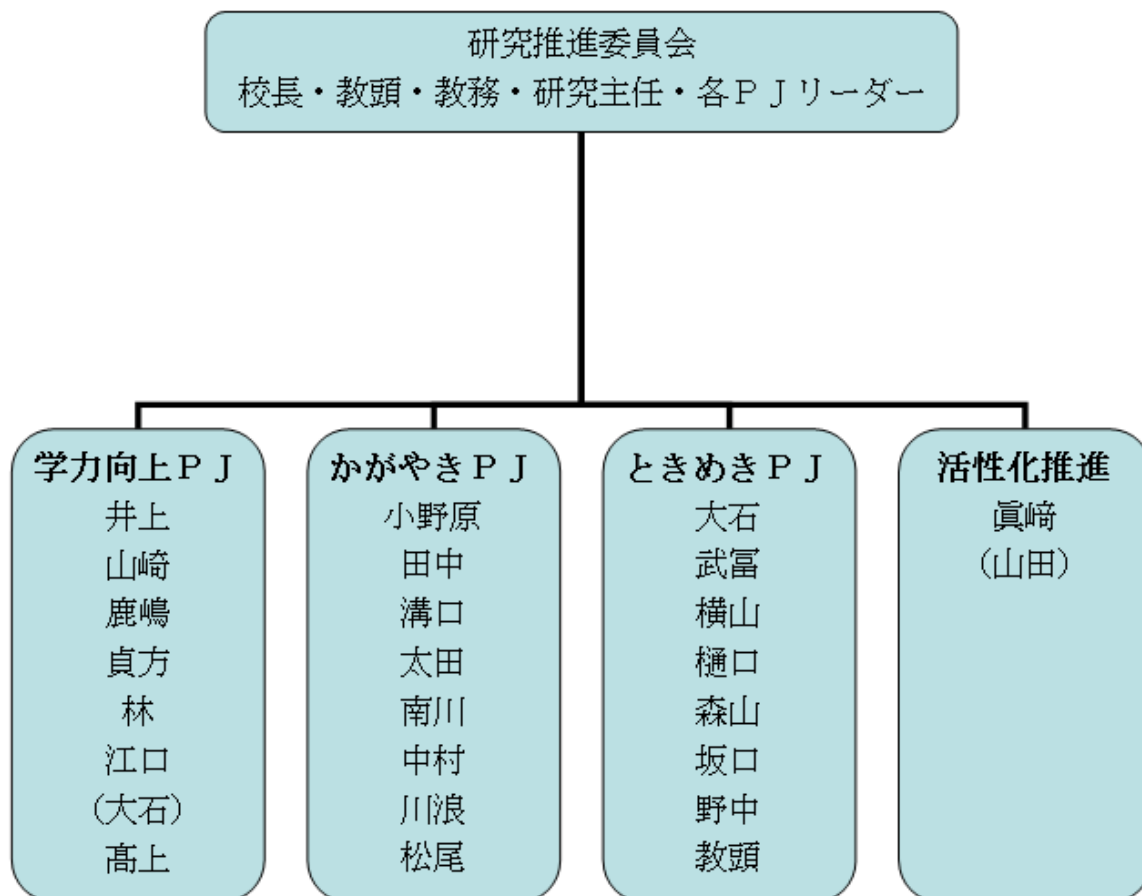 研究推進委員会
校長・教頭・教務・研究主任・各ＰＪリーダー
学力向上ＰＪ
井上
山崎
鹿嶋
貞方
林
江口
（大石）
髙上
かがやきＰＪ
小野原
田中
溝口
太田
南川
中村
川浪
松尾
ときめきＰＪ
大石
武冨
横山
樋口
森山
坂口
野中
教頭
活性化推進
眞﨑
（山田）